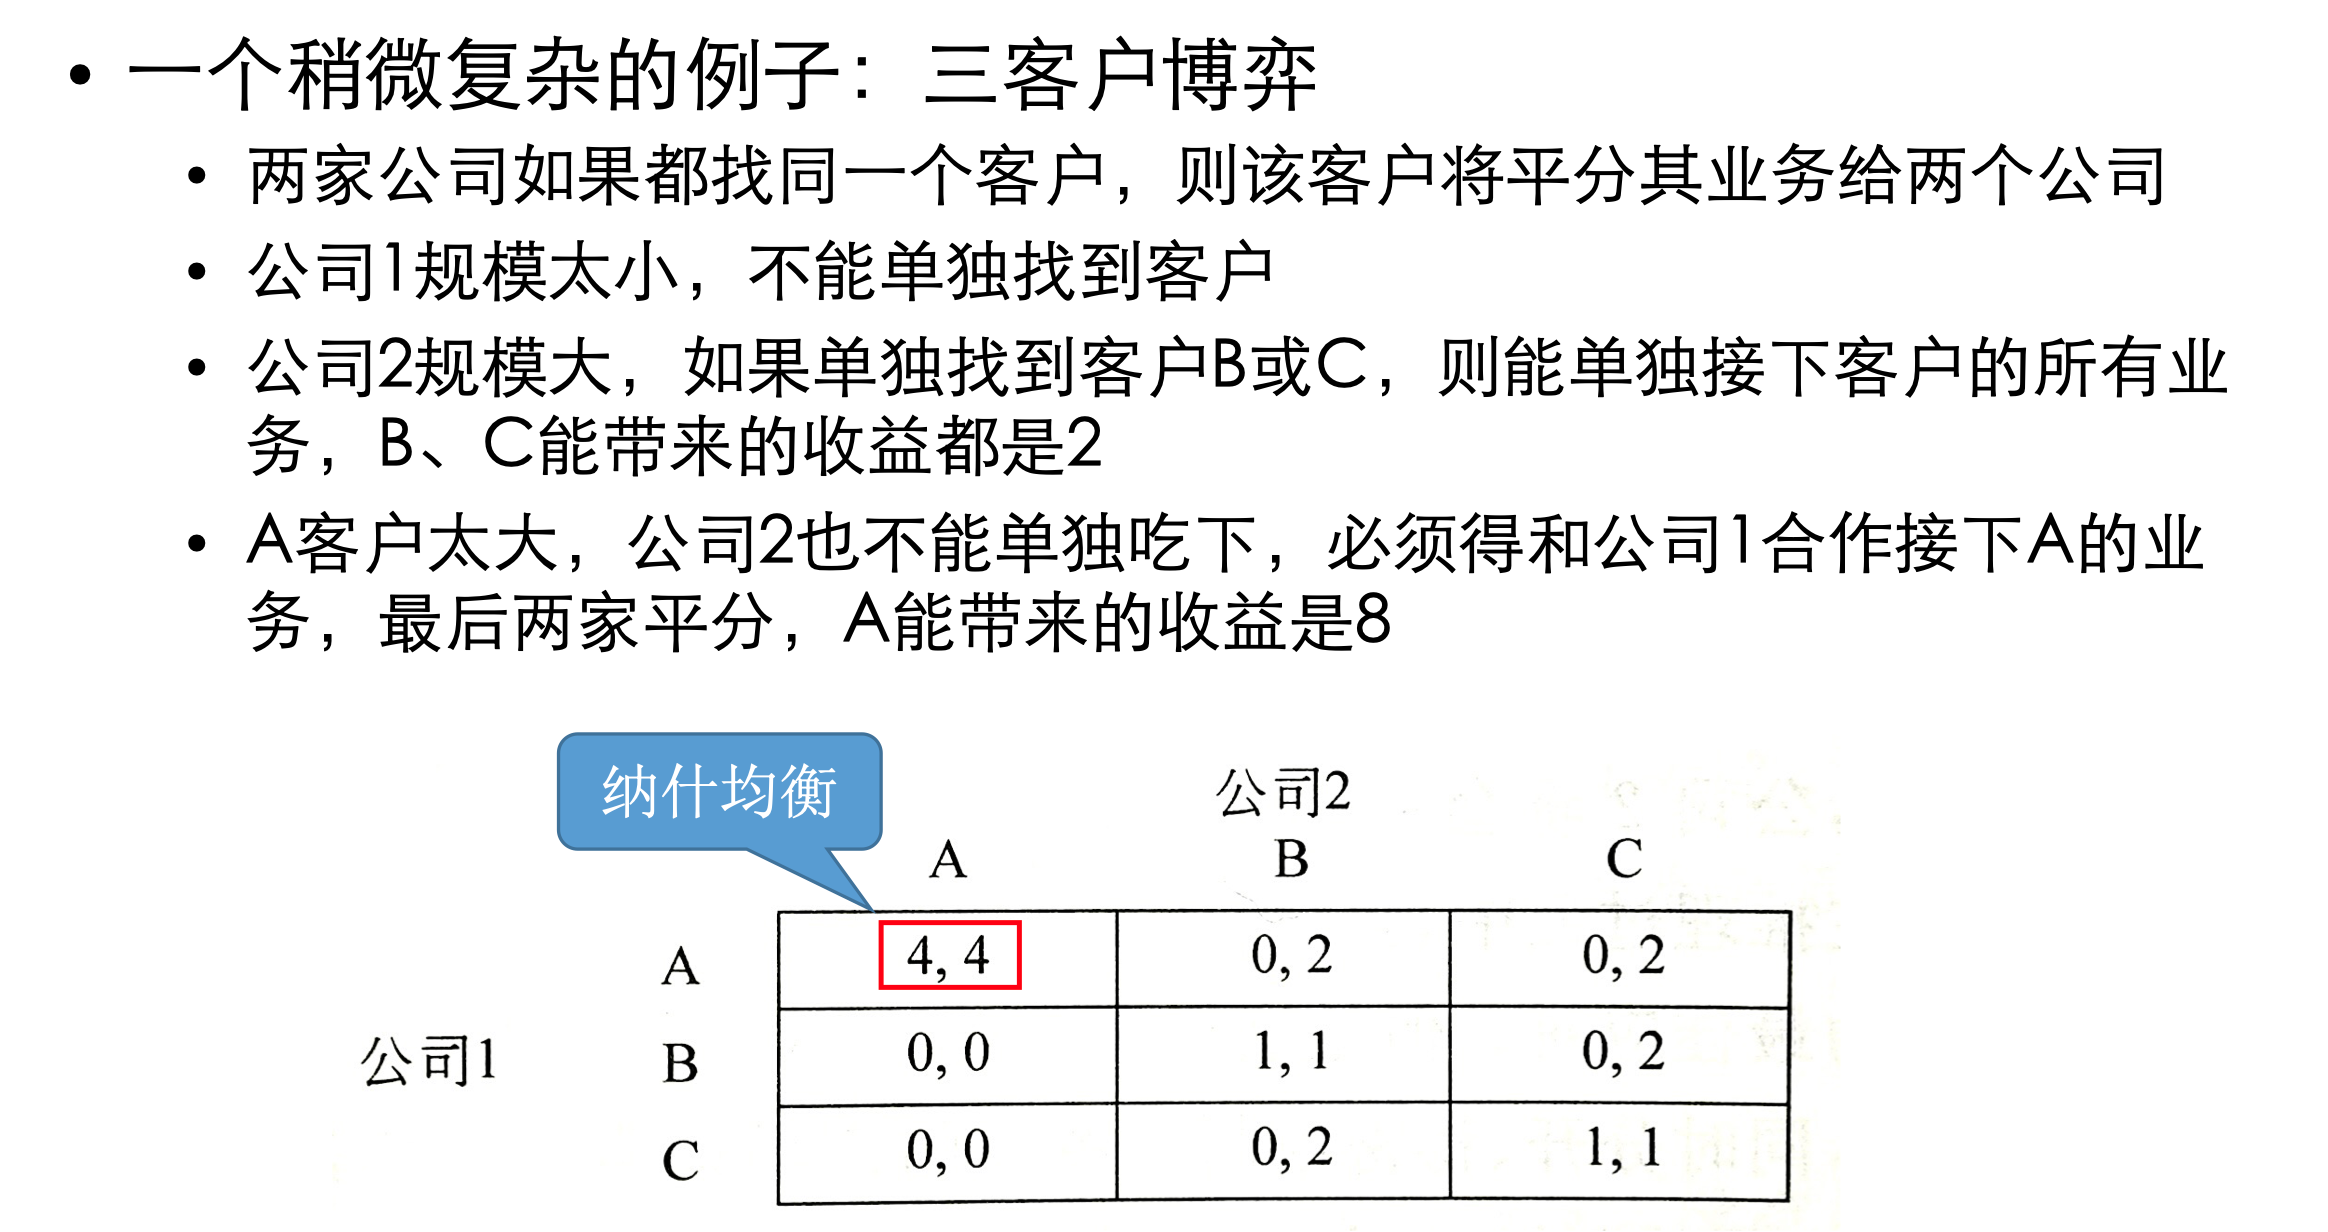 • 一个稍微复杂的例子：三客户博弈
• 两家公司如果都找同一个客户，则该客户将平分其业务给两个公司
• 公司1规模太小，不能单独找到客户
• 公司2规模大，如果单独找到客户B或C，则能单独接下客户的所有业
务，B、C能带来的收益都是2
• A客户太大，公司2也不能单独吃下，必须得和公司1合作接下A的业
务，最后两家平分，A能带来的收益是8
纳什均衡
公司2
A B C
A 4, 4 0, 2 0, 2
公司1 B 0, 0 1, 1 0, 2
C 0, 0 0, 2 1, 1